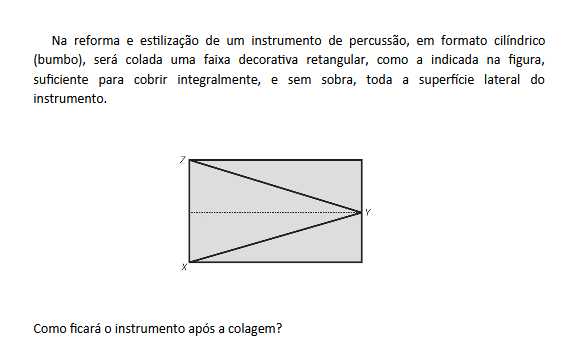 Na reforma e estilização de um instrumento de percussão, em formato cilíndrico
(bumbo), será colada uma faixa decorativa retangular, como a indicada na figura,
suficiente para cobrir integralmente, e sem sobra, toda a superfície lateral do
instrumento.
Z
Y
X
Como ficará o instrumento após a colagem?